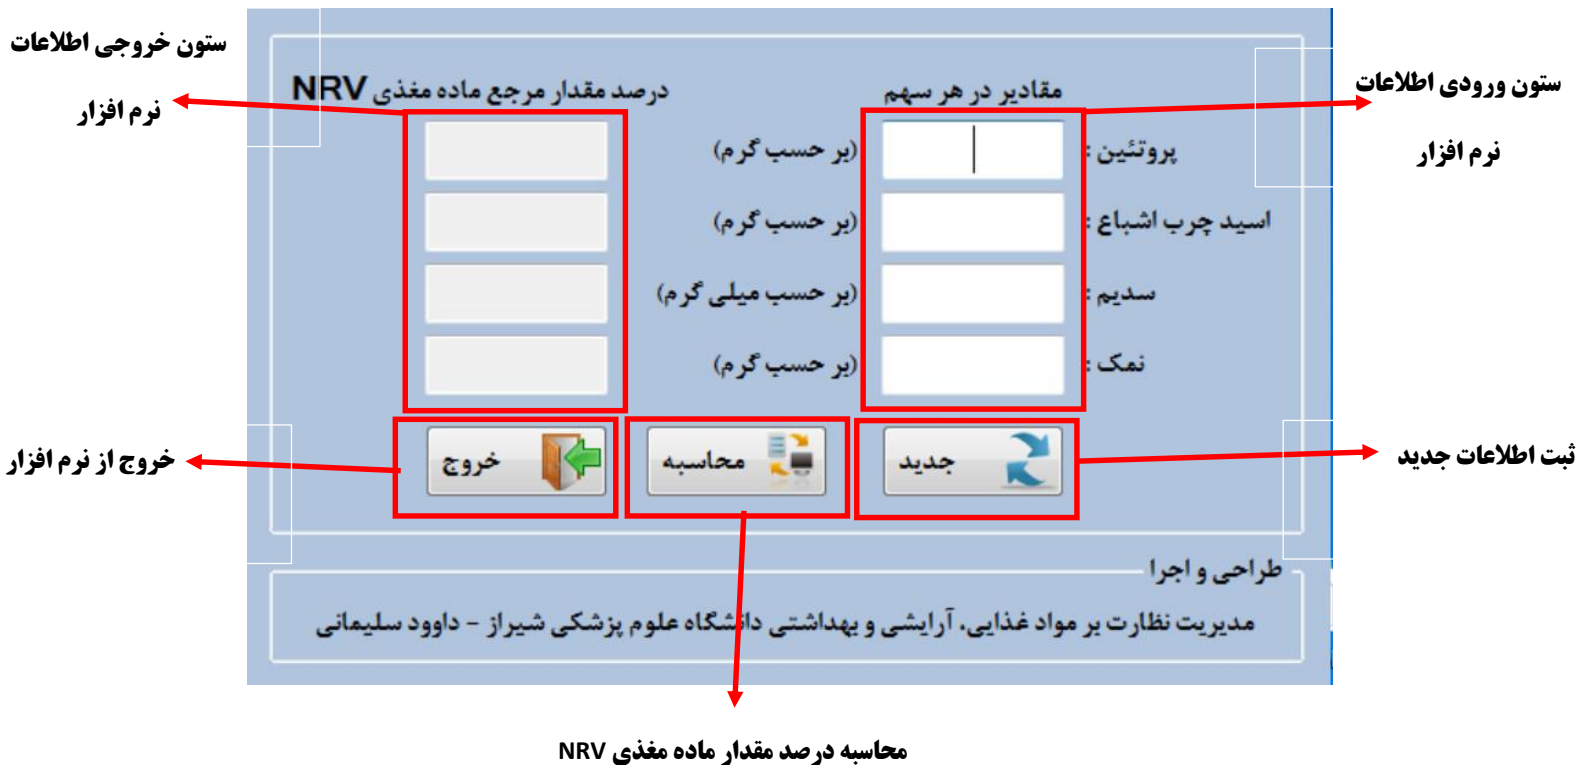 ستون خروجی اطلاعات
نرم افزار
ستون ورودی اطلاعات
نرم افزار
مقادیر در هر سهم
درصد مقدار مرجع ماده مغذی NRV
پروتئین : (بر حسب گرم)
اسید چرب اشباع : (بر حسب گرم)
سدیم : (بر حسب میلی گرم)
نمک : (بر حسب گرم)
جدید
محاسبه
خروج
ثبت اطلاعات جدید
خروج از نرم افزار
طراحی و اجرا
مدیریت نظارت بر مواد غذایی، آرایشی و بهداشتی دانشگاه علوم پزشکی شیراز - داوود سلیمانی
محاسبه درصد مقدار ماده مغذی NRV